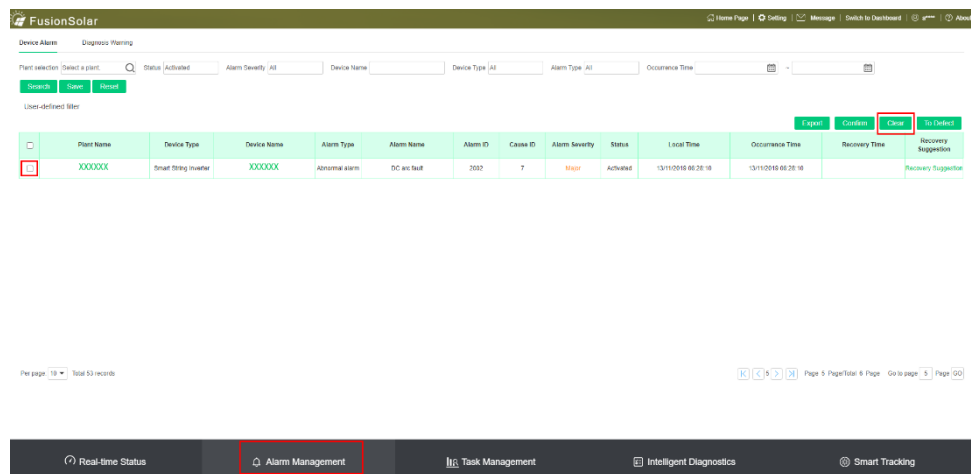 FusionSolar
Home Page | Setting | Message | Switch to Dashboard | a**** | About
Device Alarm Diagnosis Warning
Plant selection Select a plant. Status Activated Alarm Severity All Device Name Device Type All Alarm Type All Occurrence Time -
Search Save Reset
User-defined filter
Export Confirm Clear To Defect
Plant Name Device Type Device Name Alarm Type Alarm Name Alarm ID Cause ID Alarm Severity Status Local Time Occurrence Time Recovery Time Recovery Suggestion
XXXXXX Smart String Inverter XXXXXX Abnormal alarm DC arc fault 2002 7 Major Activated 13/11/2019 08:28:16 13/11/2019 08:28:16 Recovery Suggestion
Per page 10 Total 53 records 5 Page 5 Page/Total 6 Page Go to page 5 Page GO
Real-time Status Alarm Management Task Management Intelligent Diagnostics Smart Tracking